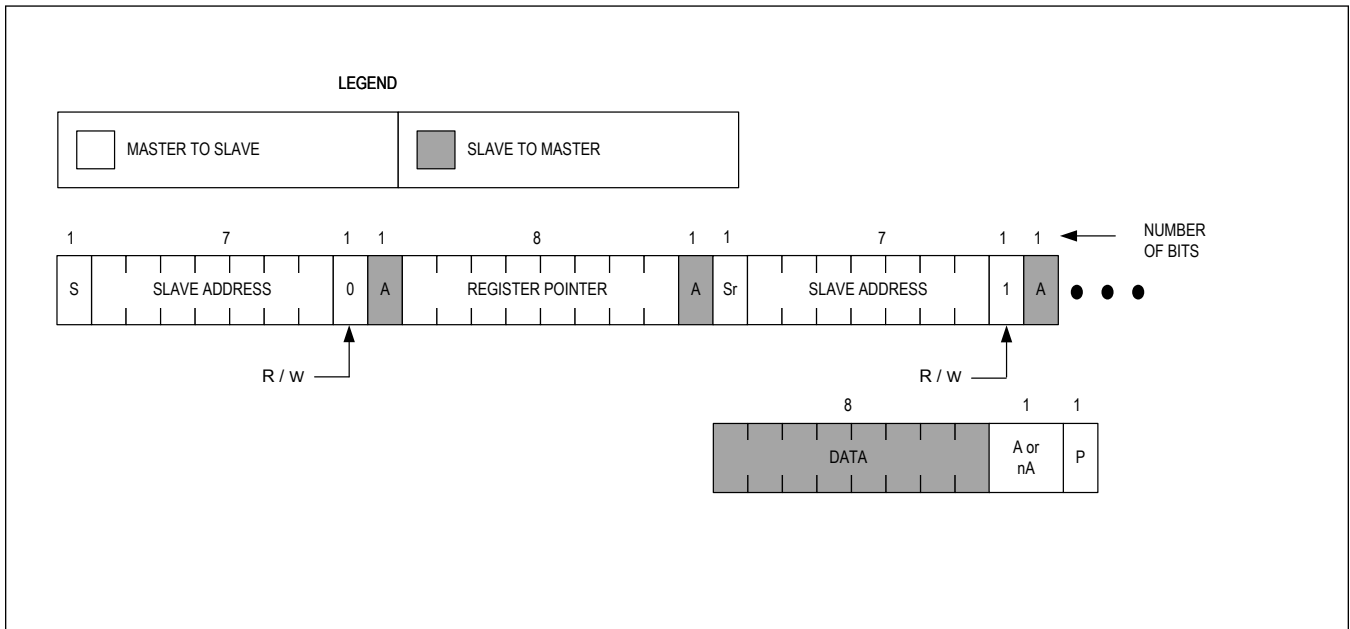 LEGEND
MASTER TO SLAVE
SLAVE TO MASTER
1 7 1 1 8 1 1 7 1 1 NUMBER
OF BITS
S SLAVE ADDRESS 0 A REGISTER POINTER A Sr SLAVE ADDRESS 1 A
R / W R / W
8 1 1
DATA A or
nA P